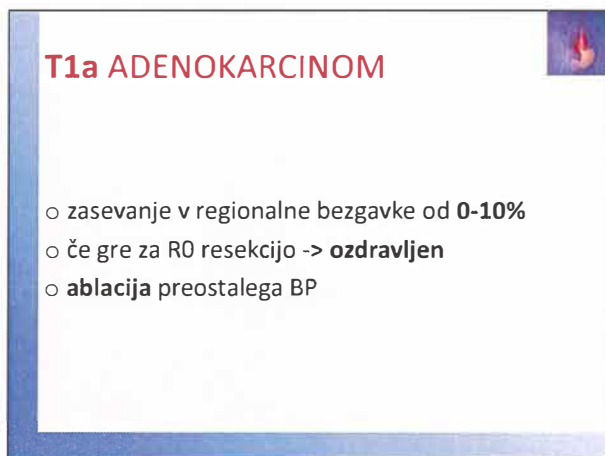 T1a ADENOKARCINOM
o zasevanje v regionalne bezgavke od 0-10%
o če gre za R0 resekcijo -> ozdravljen
o ablacija preostalega BP